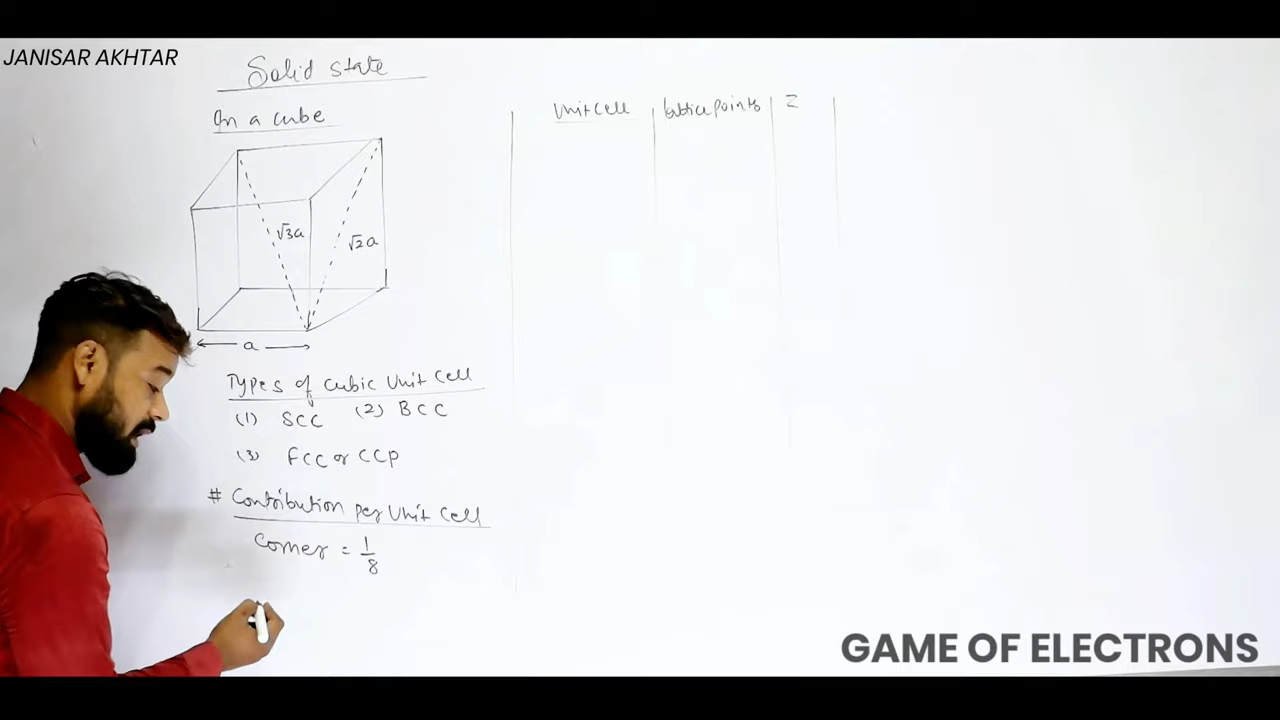 JANISAR AKHTAR
Solid state
In a cube
√3a
√2a
a
Types of cubic Unit Cell
(1) SCC (2) BCC
(3) FCC or CCP
# Contribution per Unit Cell
Corner = 1/8
Unit Cell | lattice points | Z
GAME OF ELECTRONS